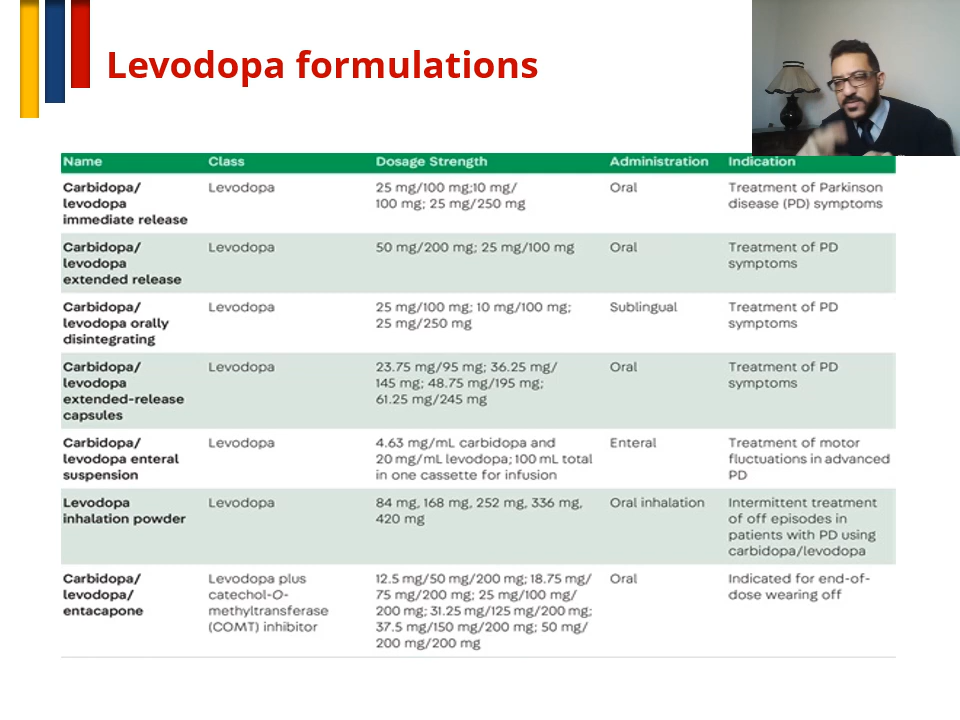 Levodopa formulations
Name Class Dosage Strength Administration Indication
Carbidopa/ Levodopa 25 mg/100 mg;10 mg/ Oral Treatment of Parkinson
levodopa 100 mg; 25 mg/250 mg disease (PD) symptoms
immediate release
Carbidopa/ Levodopa 50 mg/200 mg; 25 mg/100 mg Oral Treatment of PD
levodopa symptoms
extended release
Carbidopa/ Levodopa 25 mg/100 mg; 10 mg/100 mg; Sublingual Treatment of PD
levodopa orally 25 mg/250 mg symptoms
disintegrating
Carbidopa/ Levodopa 23.75 mg/95 mg; 36.25 mg/ Oral Treatment of PD
levodopa 145 mg; 48.75 mg/195 mg; symptoms
extended-release 61.25 mg/245 mg
capsules
Carbidopa/ Levodopa 4.63 mg/mL carbidopa and Enteral Treatment of motor
levodopa enteral 20 mg/mL levodopa; 100 mL total fluctuations in advanced
suspension in one cassette for infusion PD
Levodopa Levodopa 84 mg, 168 mg, 252 mg, 336 mg, Oral inhalation Intermittent treatment
inhalation powder 420 mg of off episodes in
patients with PD using
carbidopa/levodopa
Carbidopa/ Levodopa plus 12.5 mg/50 mg/200 mg; 18.75 mg/ Oral Indicated for end-of-
levodopa/ catechol-O- 75 mg/200 mg; 25 mg/100 mg/ dose wearing off
entacapone methyltransferase 200 mg; 31.25 mg/125 mg/200 mg;
(COMT) inhibitor 37.5 mg/150 mg/200 mg; 50 mg/
200 mg/200 mg